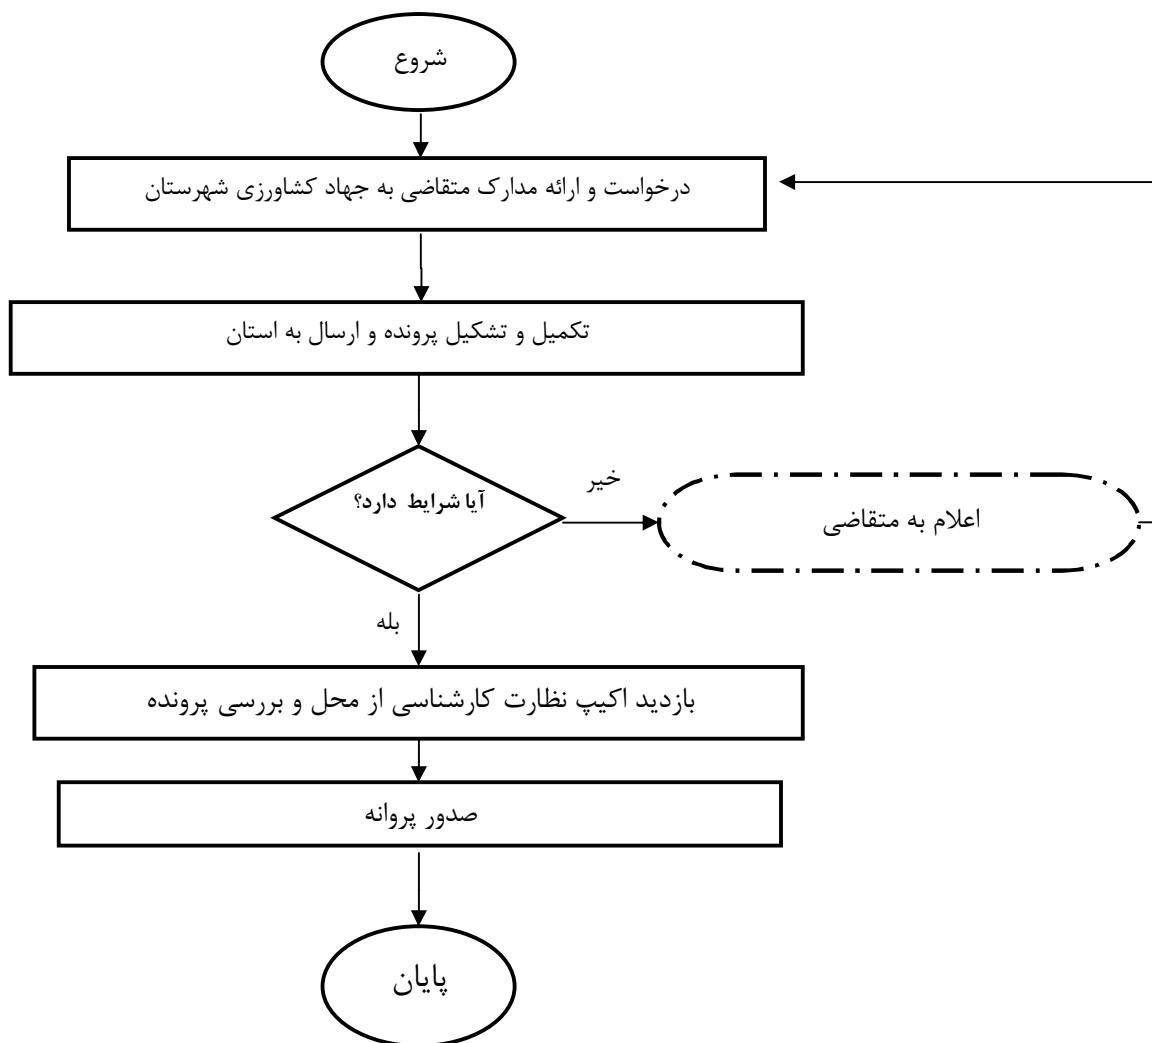 شروع
درخواست و ارائه مدارک متقاضی به جهاد کشاورزی شهرستان
تکمیل و تشکیل پرونده و ارسال به استان
آیا شرایط دارد؟
خیر
اعلام به متقاضی
بله
بازدید اکیپ نظارت کارشناسی از محل و بررسی پرونده
صدور پروانه
پایان